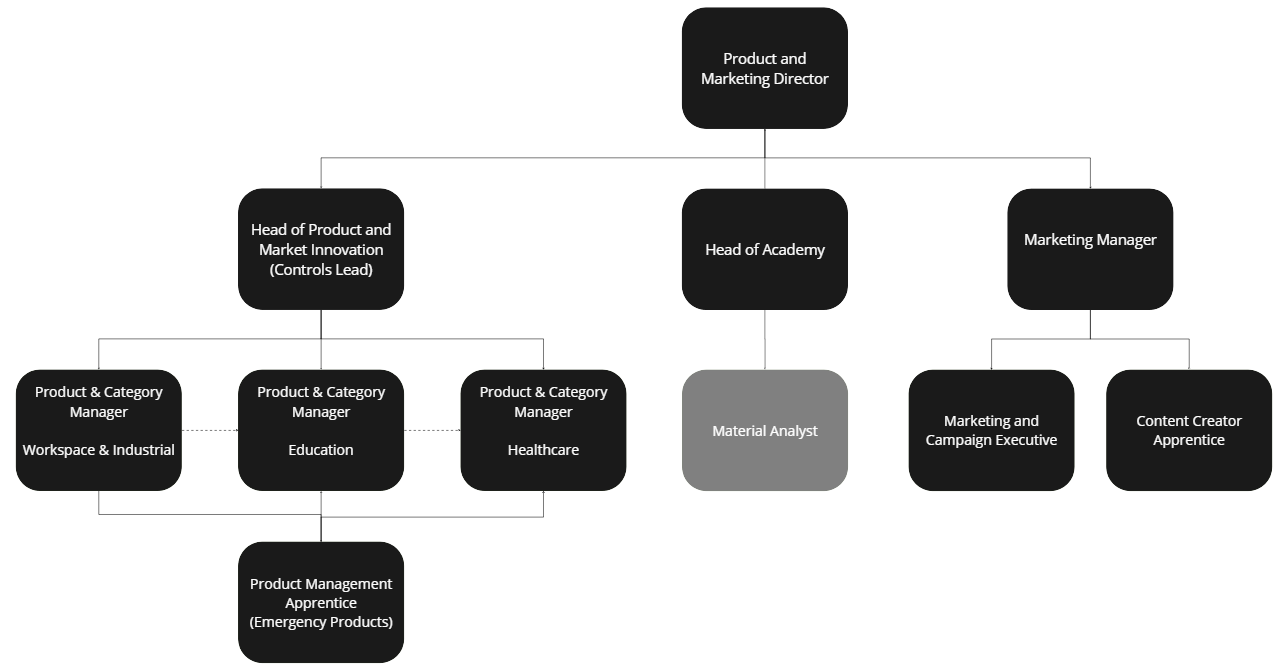 Product and
Marketing Director
Head of Product and
Market Innovation
(Controls Lead)
Head of Academy
Marketing Manager
Product & Category
Manager
Workspace & Industrial
Product & Category
Manager
Education
Product & Category
Manager
Healthcare
Material Analyst
Marketing and
Campaign Executive
Content Creator
Apprentice
Product Management
Apprentice
(Emergency Products)